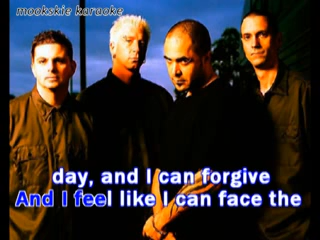 mookskie karaoke
day, and I can forgive
And I feel like I can face the